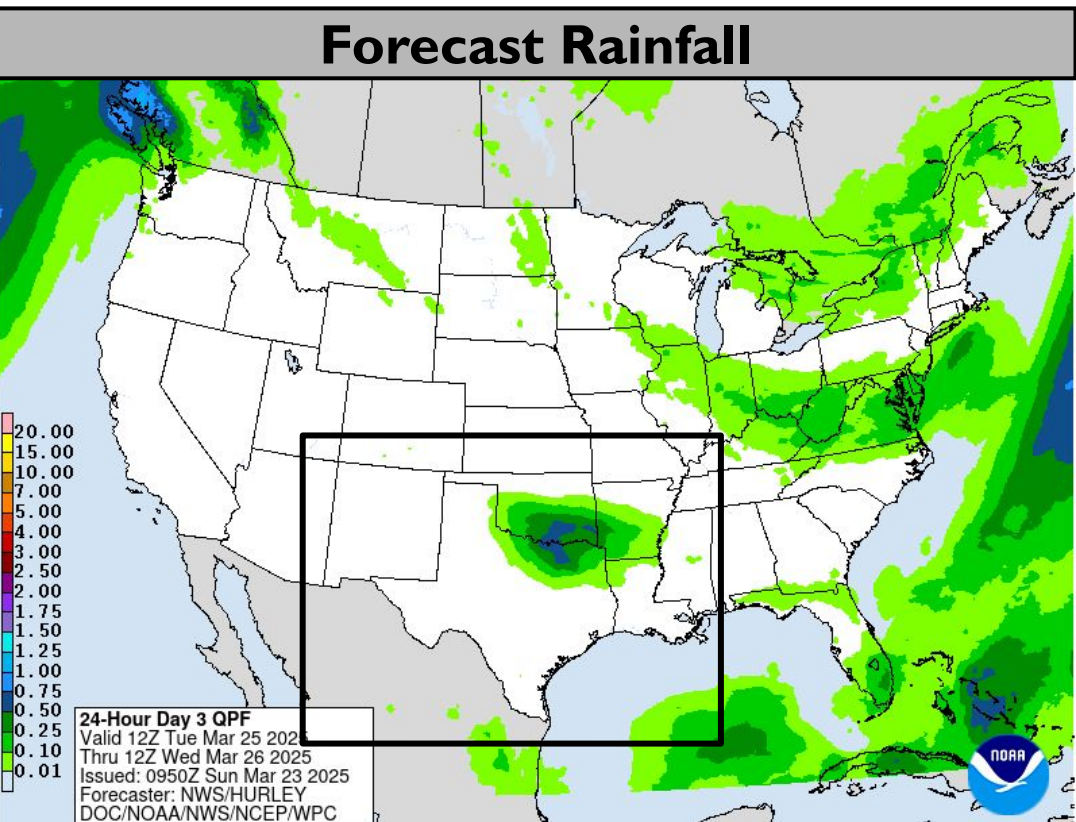 Forecast Rainfall
20.00
15.00
10.00
7.00
5.00
4.00
3.00
2.50
2.00
1.75
1.50
1.25
1.00
0.75
0.50
0.25
0.10
0.01
24-Hour Day 3 QPF
Valid 12Z Tue Mar 25 2025
Thru 12Z Wed Mar 26 2025
Issued: 0950Z Sun Mar 23 2025
Forecaster: NWS/HURLEY
DOC/NOAA/NWS/NCEP/WPC
NOAA